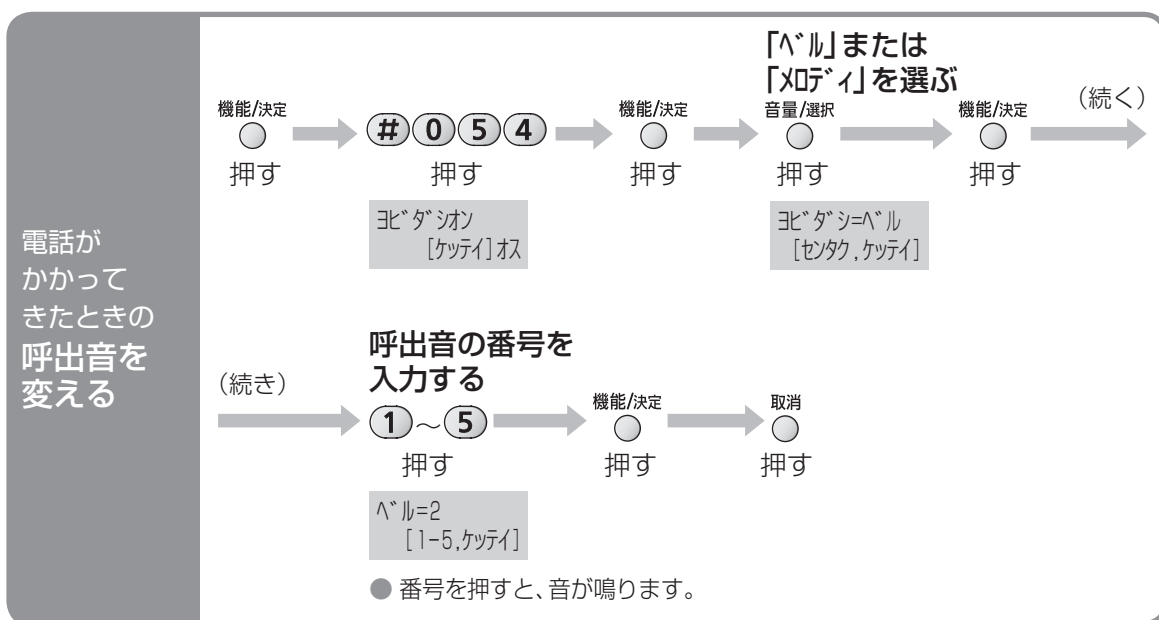 電話が
かかって
きたときの
呼出音を
変える
「ﾍﾞﾙ」または
「ﾒﾛﾃﾞｨ」を選ぶ
機能/決定
押す
#054
押す
機能/決定
押す
音量/選択
押す
機能/決定
押す
(続く)
ﾖﾋﾞﾀﾞｼｵﾝ
[ｹｯﾃｲ]ｵｽ
ﾖﾋﾞﾀﾞｼ=ﾍﾞﾙ
[ｾﾝﾀｸ,ｹｯﾃｲ]
(続き)
呼出音の番号を
入力する
1～5
押す
機能/決定
押す
取消
押す
ﾍﾞﾙ=2
[1-5,ｹｯﾃｲ]
● 番号を押すと、音が鳴ります。